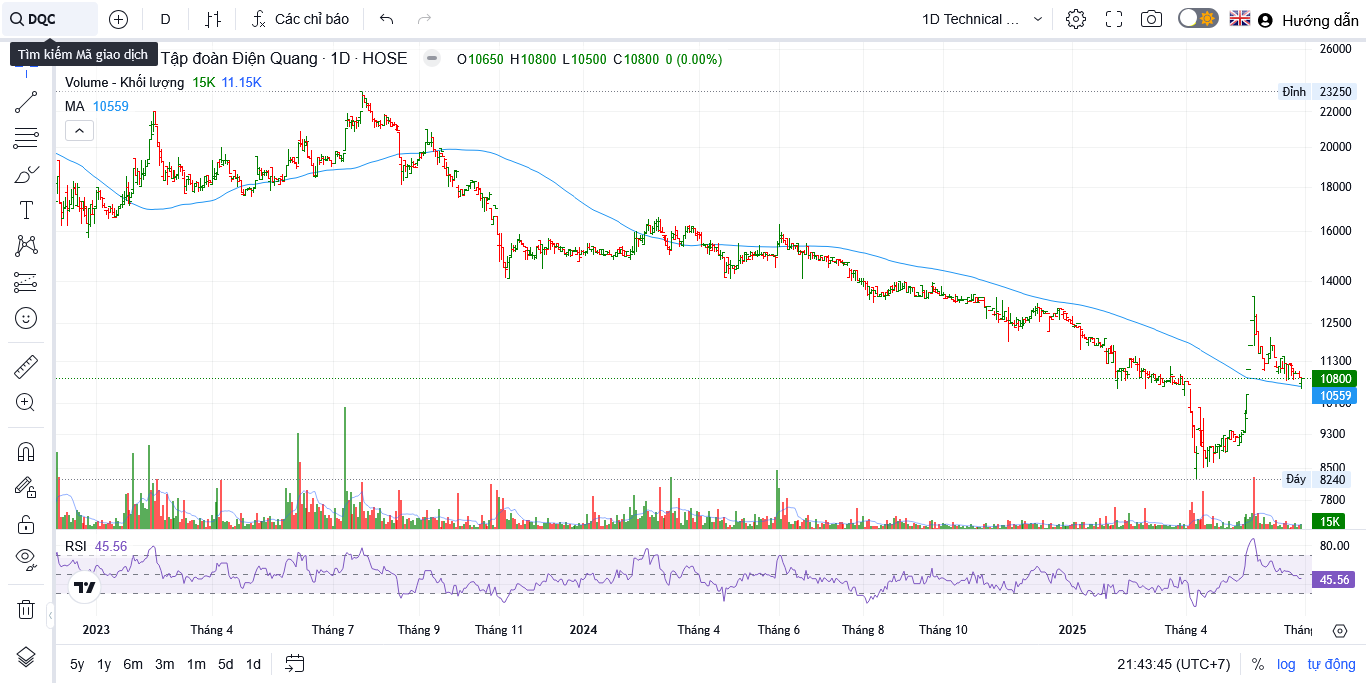 DQC
D
Các chỉ báo
1D Technical ...
Hướng dẫn
Tìm kiếm Mã giao dịch
Tập đoàn Điện Quang · 1D · HOSE
O10650 H10800 L10500 C10800 0 (0.00%)
Volume - Khối lượng 15K 11.15K
MA 10559
26000
Đỉnh 23250
22000
20000
18000
16000
14000
12500
11300
10800
10559
9300
8500
Đáy 8240
7800
15K
RSI 45.56
80.00
45.56
2023
Tháng 4
Tháng 7
Tháng 9
Tháng 11
2024
Tháng 4
Tháng 6
Tháng 8
Tháng 10
2025
Tháng 4
5y 1y 6m 3m 1m 5d 1d
21:43:45 (UTC+7)
%
log
tự động